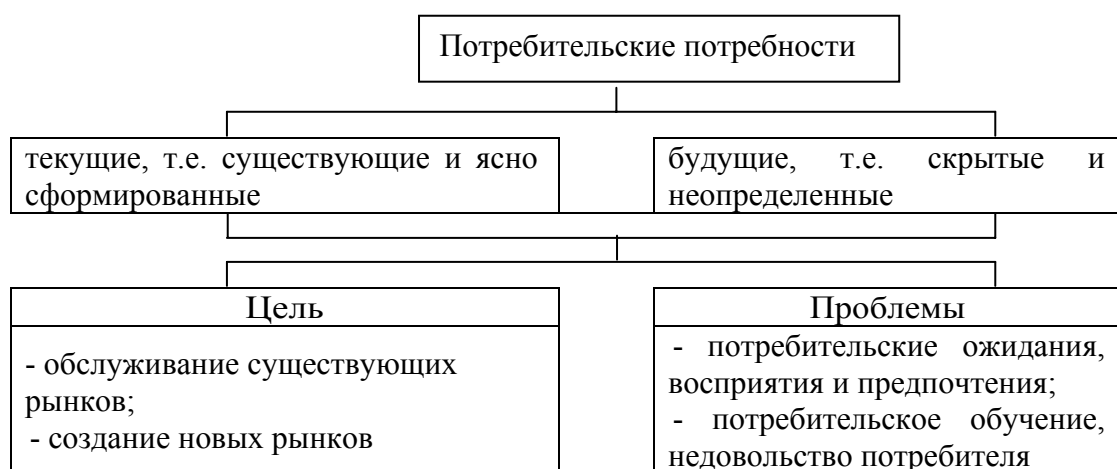 Потребительские потребности
текущие, т.е. существующие и ясно
сформированные
будущие, т.е. скрытые и
неопределенные
Цель
- обслуживание существующих
рынков;
- создание новых рынков
Проблемы
- потребительские ожидания,
восприятия и предпочтения;
- потребительское обучение,
недовольство потребителя